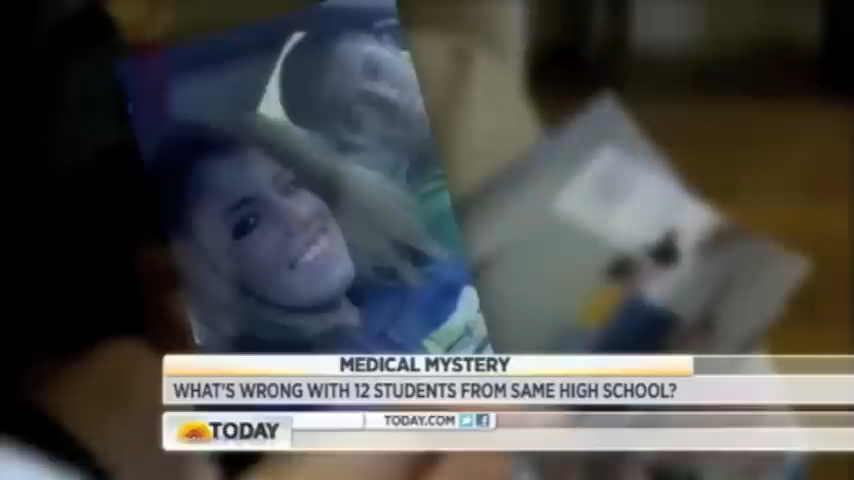 MEDICAL MYSTERY
WHAT'S WRONG WITH 12 STUDENTS FROM SAME HIGH SCHOOL?
TODAY
TODAY.COM